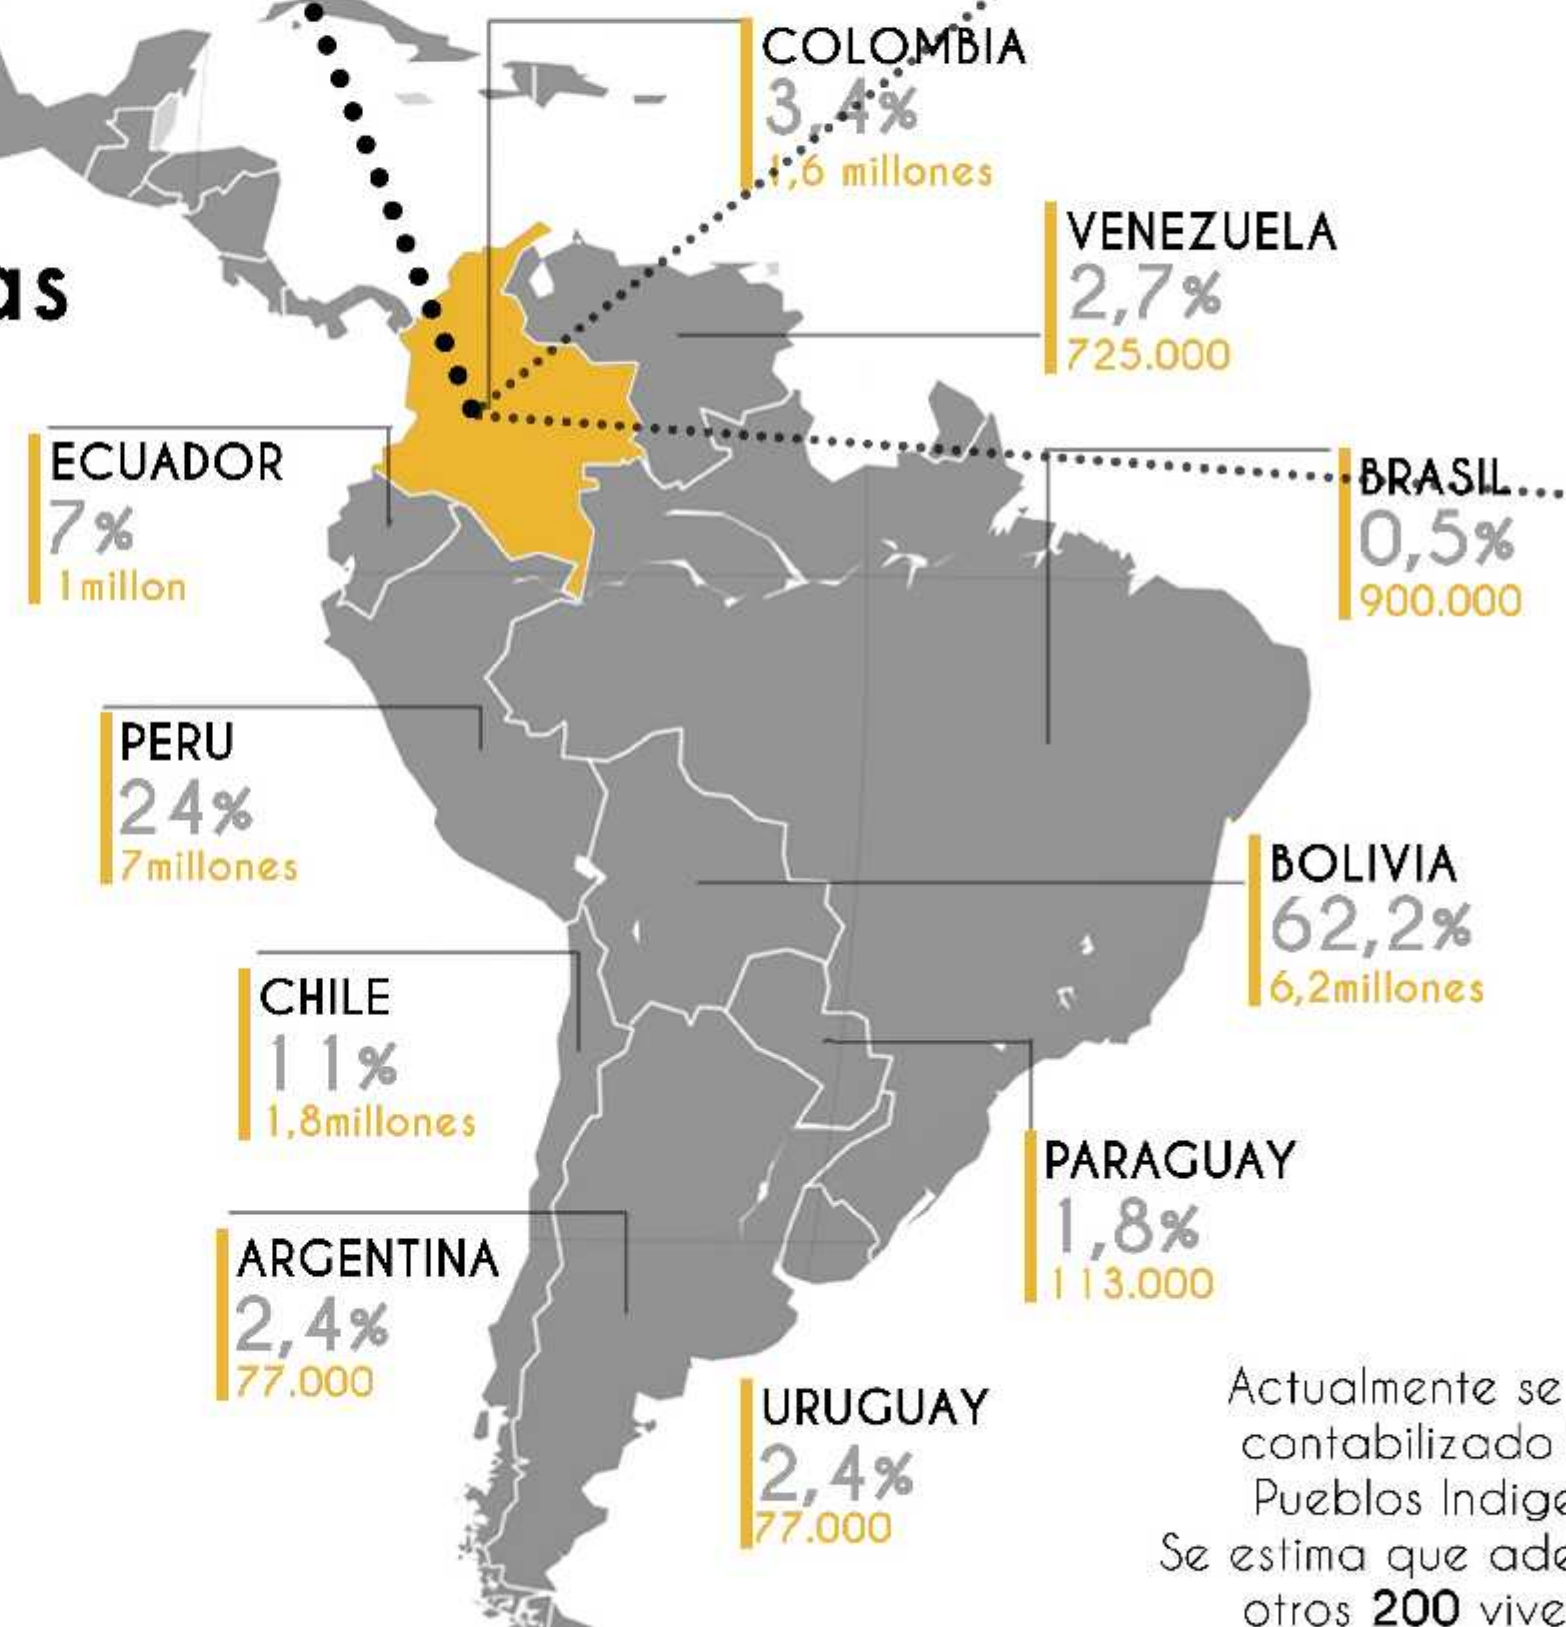 COLOMBIA
3,4%
1,6 millones
VENEZUELA
2,7%
725.000
as
ECUADOR
7%
1millon
BRASIL
0,5%
900.000
PERU
24%
7millones
BOLIVIA
62,2%
6,2millones
CHILE
11%
1,8millones
PARAGUAY
1,8%
113.000
ARGENTINA
2,4%
77.000
URUGUAY
2,4%
77.000
Actualmente se
contabilizado
Pueblos Indige
Se estima que ade
otros 200 vive